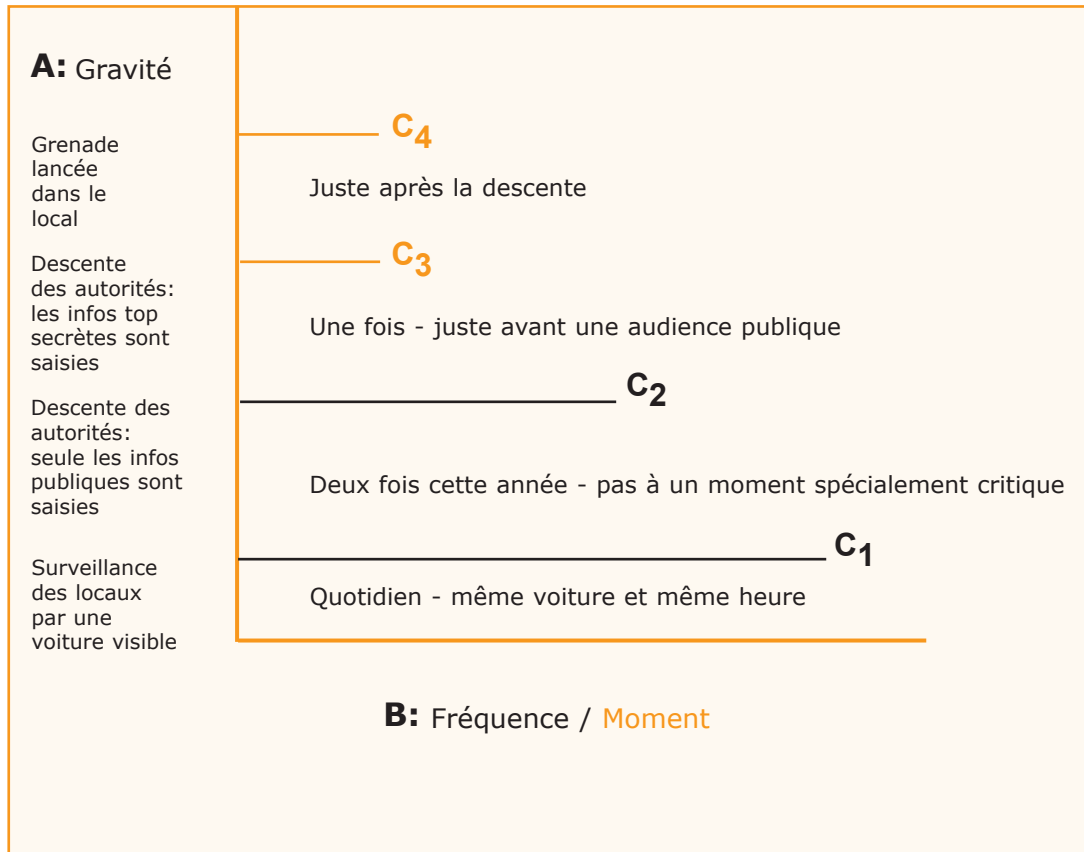 A: Gravité
C4
Grenade
lancée
dans le
local
Juste après la descente
C3
Descente
des autorités:
les infos top
secrètes sont
saisies
Une fois - juste avant une audience publique
C2
Descente des
autorités:
seule les infos
publiques sont
saisies
Deux fois cette année - pas à un moment spécialement critique
C1
Surveillance
des locaux
par une
voiture visible
Quotidien - même voiture et même heure
B: Fréquence / Moment